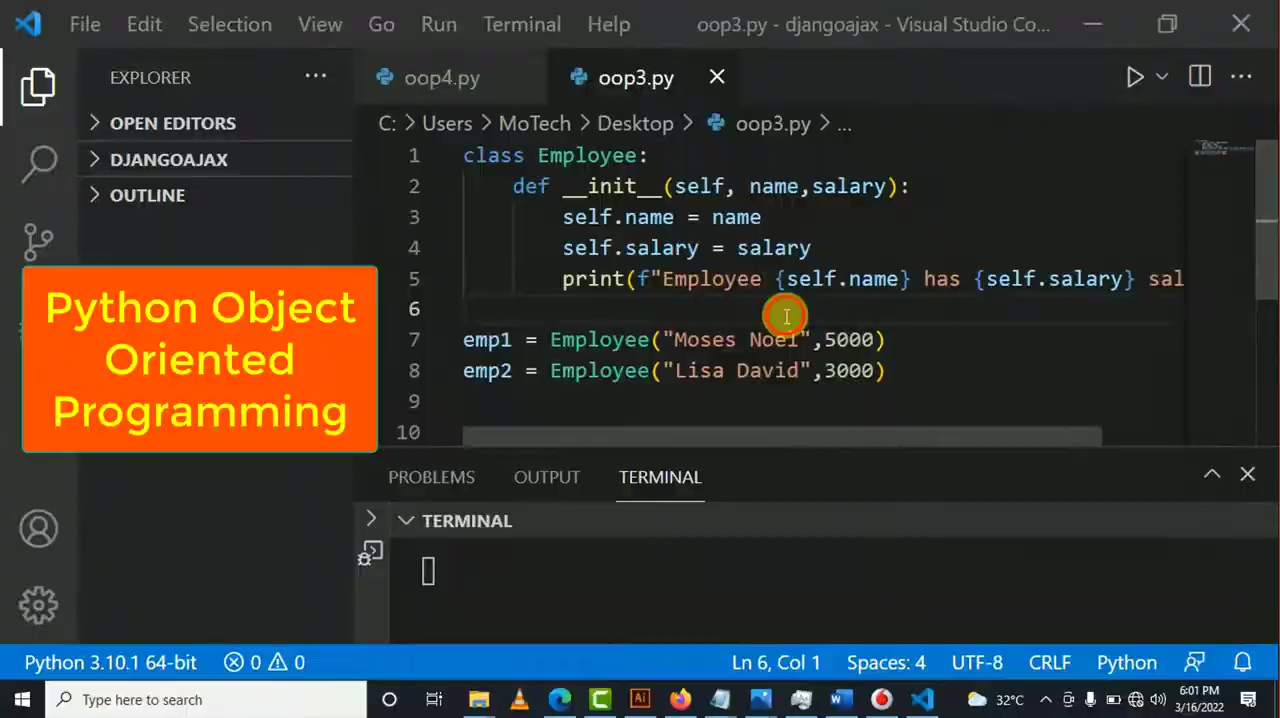 File Edit Selection View Go Run Terminal Help oop3.py - djangoajax - Visual Studio Co...
EXPLORER ...
oop4.py oop3.py
OPEN EDITORS
DJANGOAJAX
OUTLINE
C: > Users > MoTech > Desktop > oop3.py > ...
1 class Employee:
2 def __init__(self, name,salary):
3 self.name = name
4 self.salary = salary
5 print(f"Employee {self.name} has {self.salary} sal
6
7 emp1 = Employee("Moses Noel",5000)
8 emp2 = Employee("Lisa David",3000)
9
10
Python Object
Oriented
Programming
PROBLEMS OUTPUT TERMINAL
TERMINAL
Python 3.10.1 64-bit 0 0 Ln 6, Col 1 Spaces: 4 UTF-8 CRLF Python
Type here to search 32°C 6:01 PM
3/16/2022